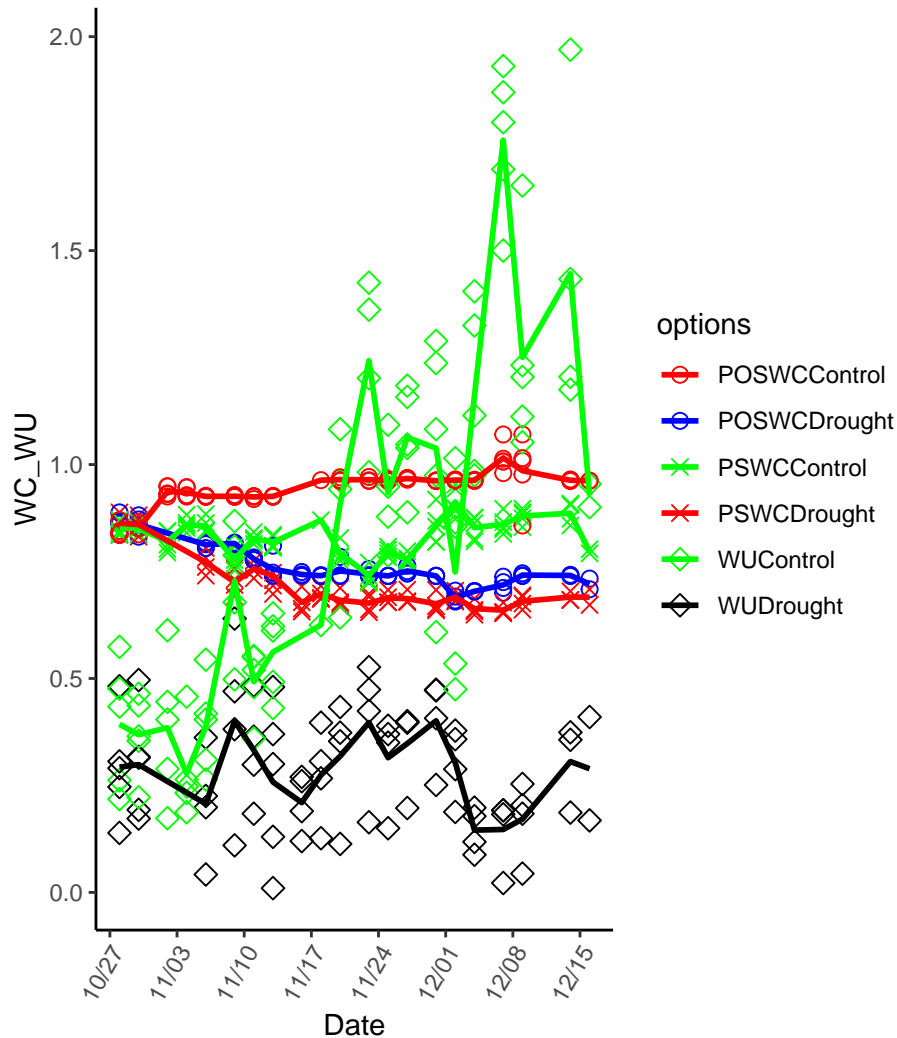 2.0
1.5
1.0
0.5
0.0
WC_WU
10/27
11/03
11/10
11/17
11/24
12/01
12/08
12/15
Date
options
POSWCControl
POSWCDrought
PSWCControl
PSWCDrought
WUControl
WUDrought